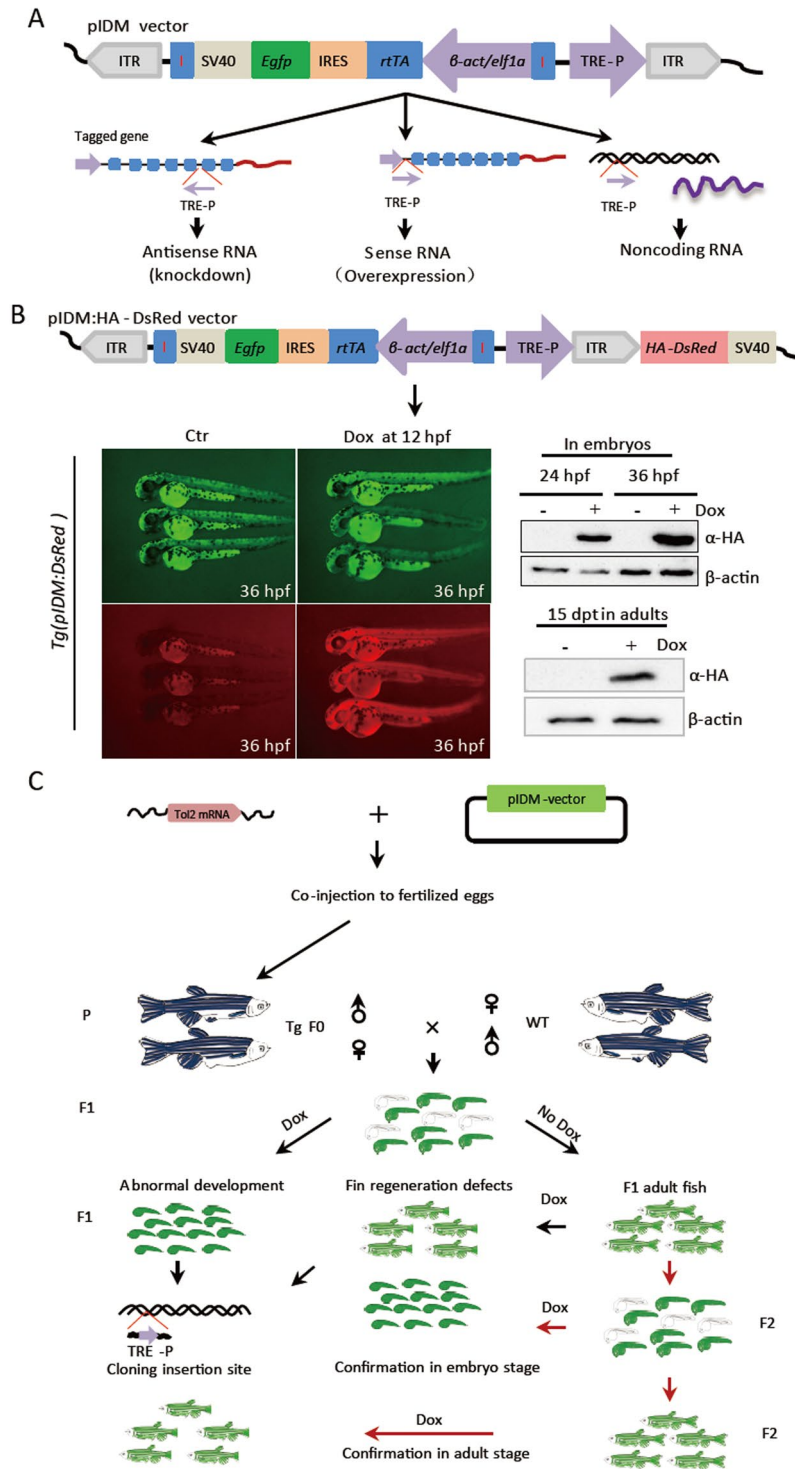 A
pIDM vector
ITR I SV40 Egfp IRES rtTA β-act/elf1a I TRE-P ITR
Tagged gene
TRE-P TRE-P TRE-P
Antisense RNA Sense RNA Noncoding RNA
(knockdown) (Overexpression)
B
pIDM:HA-DsRed vector
ITR I SV40 Egfp IRES rtTA β-act/elf1a I TRE-P ITR HA-DsRed SV40
Ctr Dox at 12 hpf
Tg(pIDM:DsRed)
36 hpf 36 hpf
36 hpf 36 hpf
In embryos
24 hpf 36 hpf
- + - + Dox
α-HA
β-actin
15 dpt in adults
- + Dox
α-HA
β-actin
C
Tol2 mRNA + pIDM-vector
Co-injection to fertilized eggs
P Tg F0 ♂ ♀ × ♀ ♂ WT
F1
Dox No Dox
Abnormal development Fin regeneration defects F1 adult fish
F1 Dox
Dox F2
TRE-P
Cloning insertion site Confirmation in embryo stage
Dox F2
Confirmation in adult stage